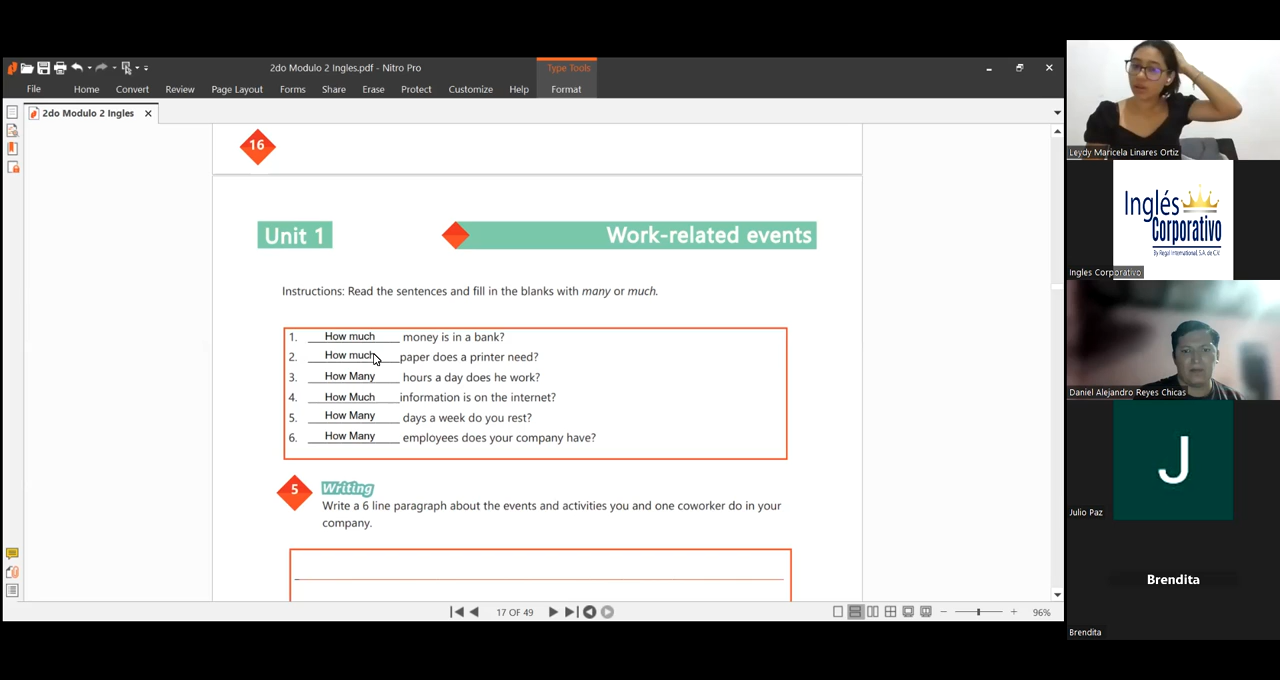 2do Modulo 2 Ingles.pdf - Nitro Pro
Type Tools
File
Home
Convert
Review
Page Layout
Forms
Share
Erase
Protect
Customize
Help
Format
2do Modulo 2 Ingles
16
Unit 1
Work-related events
Instructions: Read the sentences and fill in the blanks with many or much.
1. How much money is in a bank?
2. How much paper does a printer need?
3. How Many hours a day does he work?
4. How Much information is on the internet?
5. How Many days a week do you rest?
6. How Many employees does your company have?
5
Writing
Write a 6 line paragraph about the events and activities you and one coworker do in your
company.
17 OF 49
96%
Leydy Maricela Linares Ortiz
Inglés
Corporativo
By Regal International, S.A. de C.V.
Ingles Corporativo
Daniel Alejandro Reyes Chicas
J
Julio Paz
Brendita
Brendita